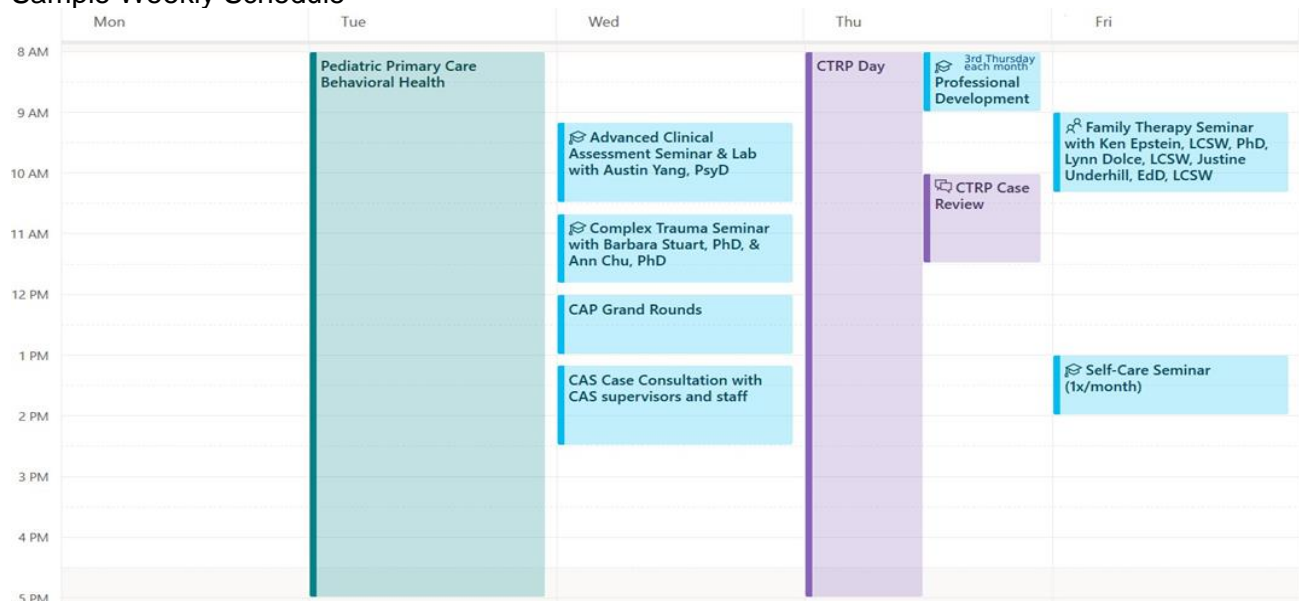 Sample Weekly Schedule
Mon
Tue
Wed
Thu
Fri
8 AM
9 AM
10 AM
11 AM
12 PM
1 PM
2 PM
3 PM
4 PM
5 PM
Pediatric Primary Care
Behavioral Health
Advanced Clinical
Assessment Seminar & Lab
with Austin Yang, PsyD
Complex Trauma Seminar
with Barbara Stuart, PhD, &
Ann Chu, PhD
CAP Grand Rounds
CAS Case Consultation with
CAS supervisors and staff
CTRP Day
3rd Thursday
each month
Professional
Development
CTRP Case
Review
Family Therapy Seminar
with Ken Epstein, LCSW, PhD,
Lynn Dolce, LCSW, Justine
Underhill, EdD, LCSW
Self-Care Seminar
(1x/month)